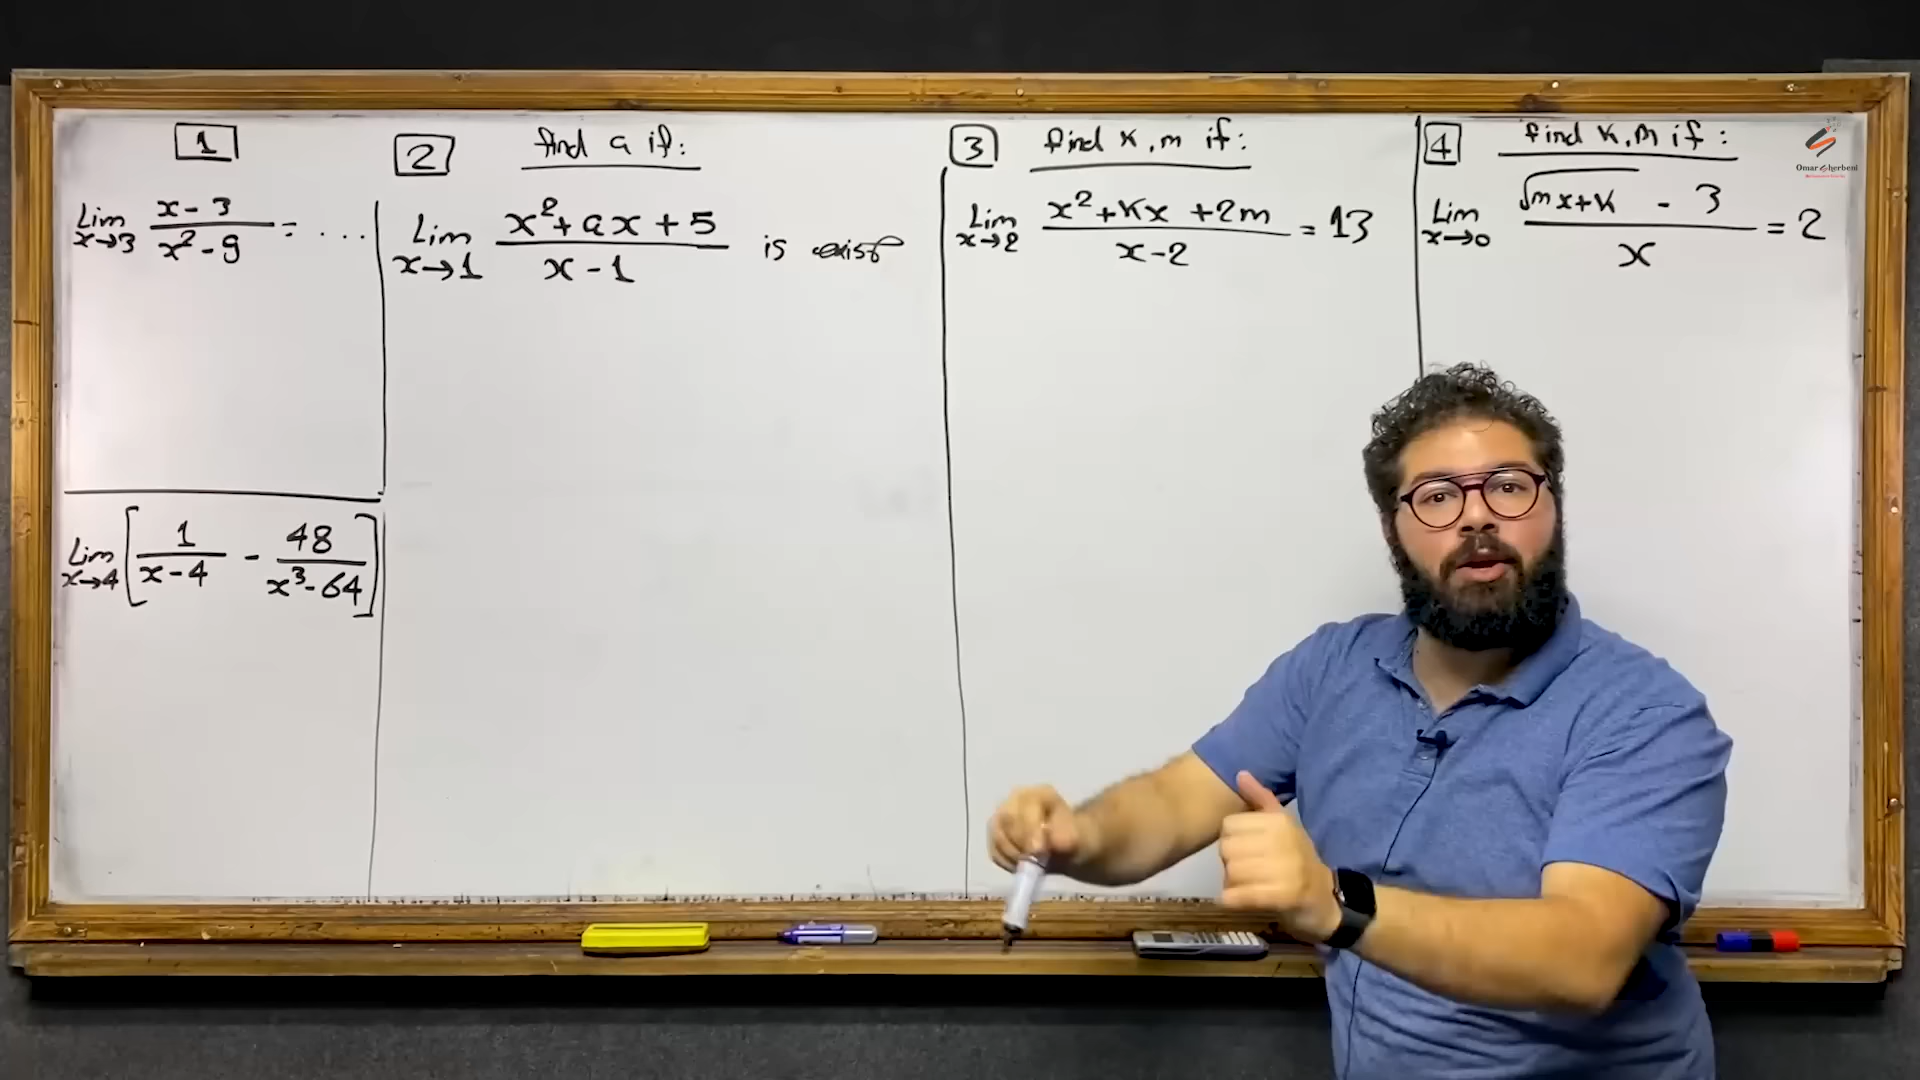 1
Lim x→3 x-3 / x²-9 = ...
Lim x→4 [ 1 / x-4 - 48 / x³-64 ]
2 find a if:
Lim x→1 x²+ax+5 / x-1 is exist
3 find K,m if:
Lim x→2 x²+Kx+2m / x-2 = 13
4 find K,M if:
Lim x→0 √mx+K - 3 / x = 2
Omar Sherbeni